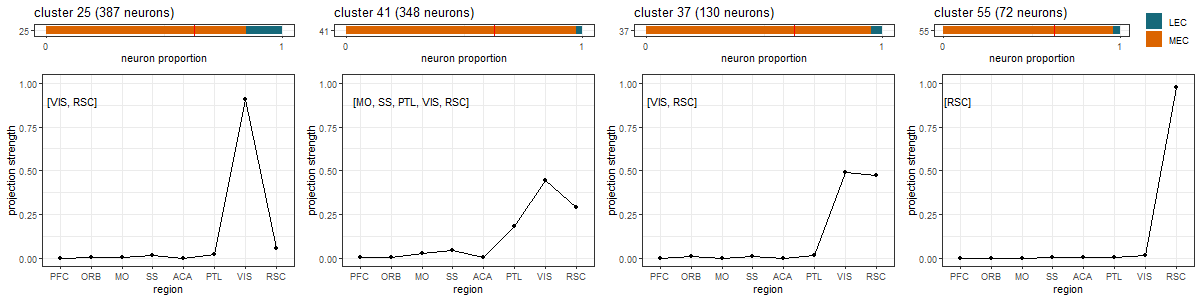 cluster 25 (387 neurons)
25
0 1
neuron proportion
1.00
0.75
0.50
0.25
0.00
projection strength
[VIS, RSC]
PFC ORB MO SS ACA PTL VIS RSC
region
cluster 41 (348 neurons)
41
0 1
neuron proportion
1.00
0.75
0.50
0.25
0.00
projection strength
[MO, SS, PTL, VIS, RSC]
PFC ORB MO SS ACA PTL VIS RSC
region
cluster 37 (130 neurons)
37
0 1
neuron proportion
1.00
0.75
0.50
0.25
0.00
projection strength
[VIS, RSC]
PFC ORB MO SS ACA PTL VIS RSC
region
cluster 55 (72 neurons)
55
0 1
neuron proportion
1.00
0.75
0.50
0.25
0.00
projection strength
[RSC]
PFC ORB MO SS ACA PTL VIS RSC
region
LEC
MEC